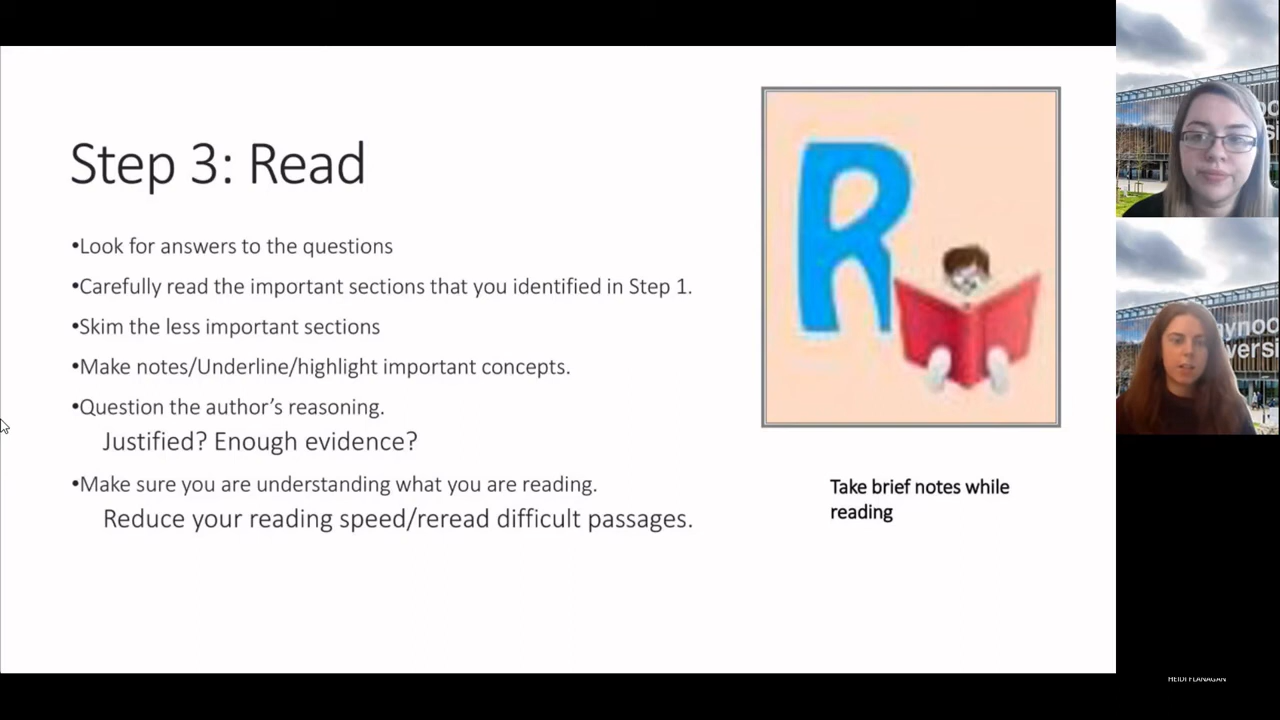 Step 3: Read
•Look for answers to the questions
•Carefully read the important sections that you identified in Step 1.
•Skim the less important sections
•Make notes/Underline/highlight important concepts.
•Question the author’s reasoning.
Justified? Enough evidence?
•Make sure you are understanding what you are reading.
Reduce your reading speed/reread difficult passages.
R
Take brief notes while
reading
HEIDI FLANAGAN